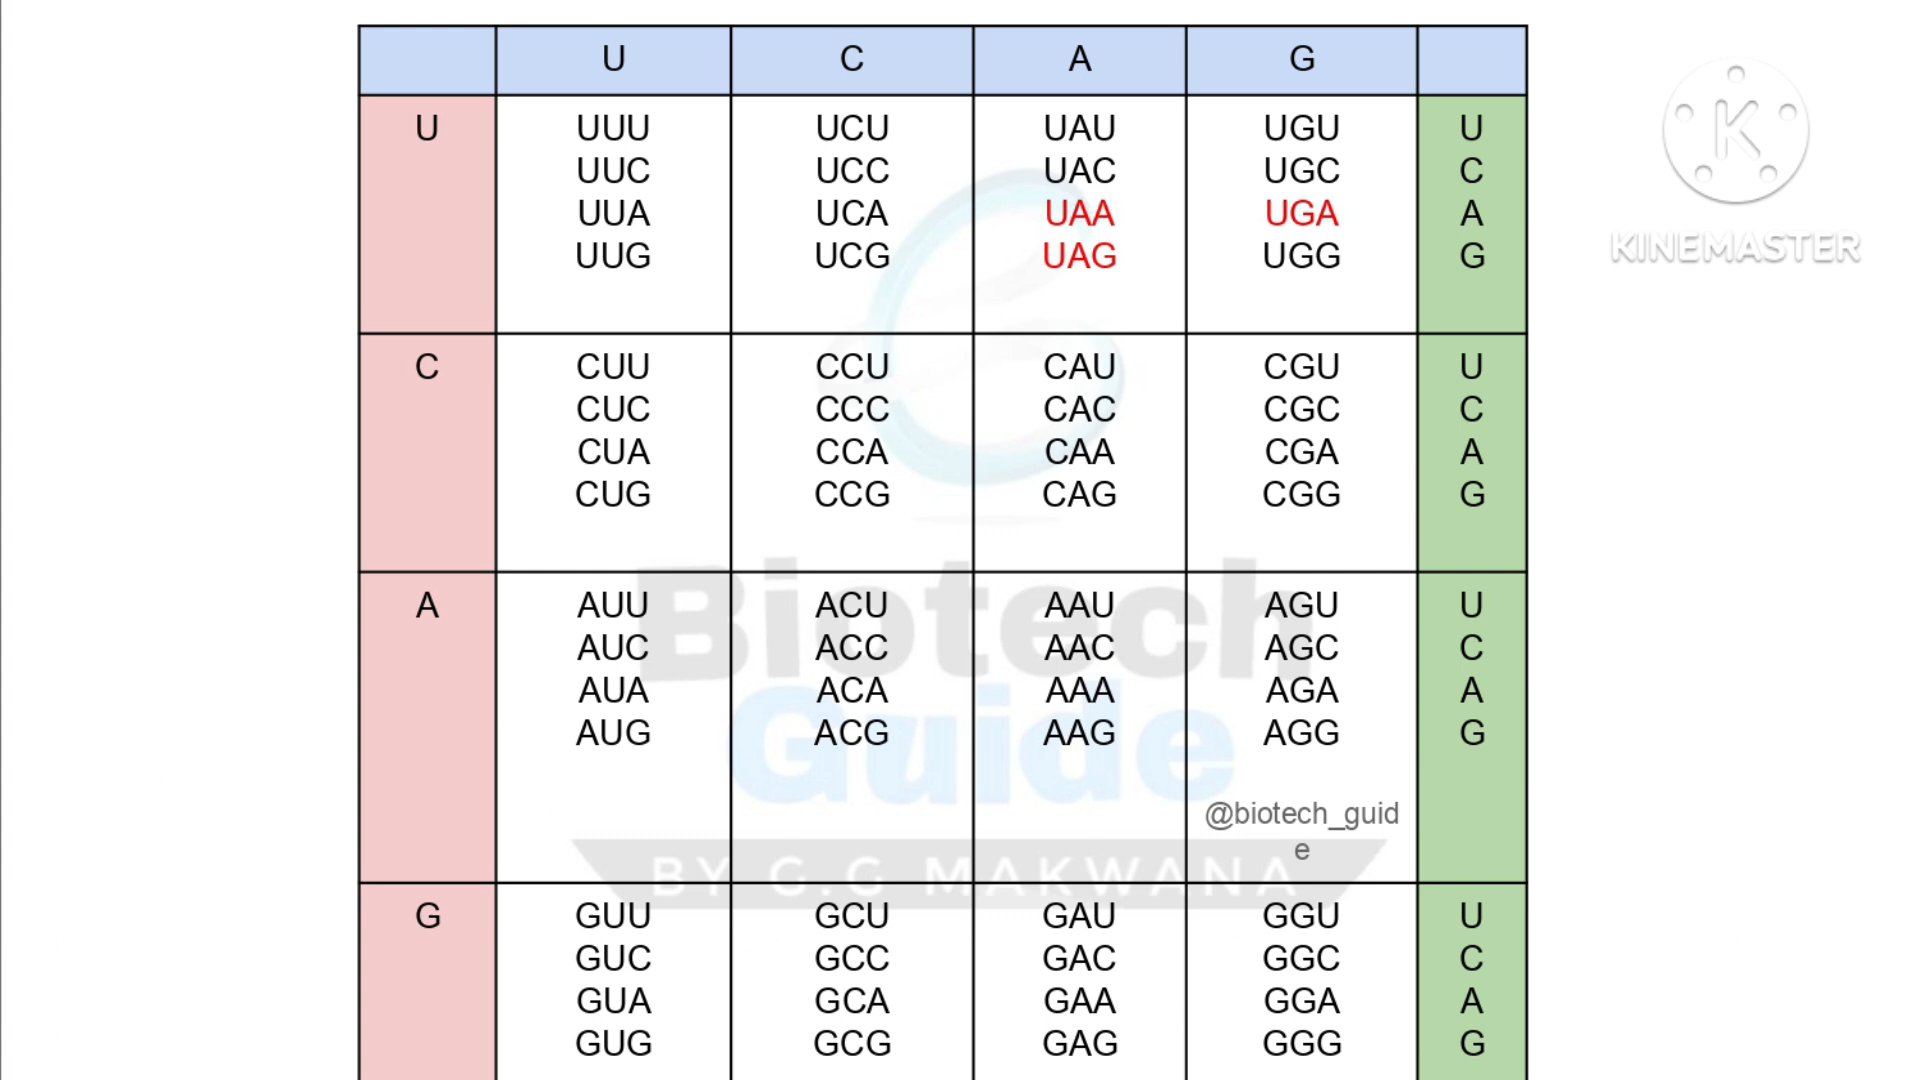 U C A G
U UUU UCU UAU UGU U
UUC UCC UAC UGC C
UUA UCA UAA UGA A
UUG UCG UAG UGG G
C CUU CCU CAU CGU U
CUC CCC CAC CGC C
CUA CCA CAA CGA A
CUG CCG CAG CGG G
A AUU ACU AAU AGU U
AUC ACC AAC AGC C
AUA ACA AAA AGA A
AUG ACG AAG AGG G
@biotech_guid
e
G GUU GCU GAU GGU U
GUC GCC GAC GGC C
GUA GCA GAA GGA A
GUG GCG GAG GGG G
Biotech
Guide
BY G.G MAKWANA
K
KINEMASTER